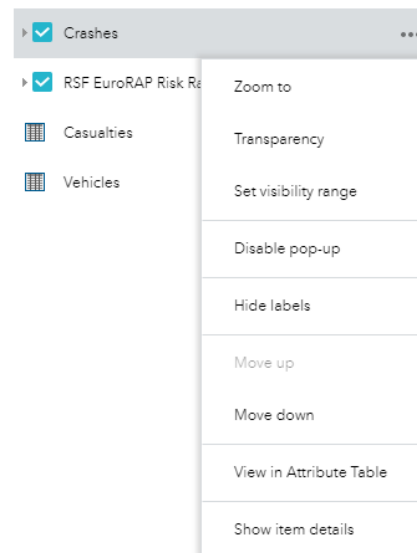 Crashes
Zoom to
RSF EuroRAP Risk Ra
Casualties
Transparency
Vehicles
Set visibility range
Disable pop-up
Hide labels
Move up
Move down
View in Attribute Table
Show item details